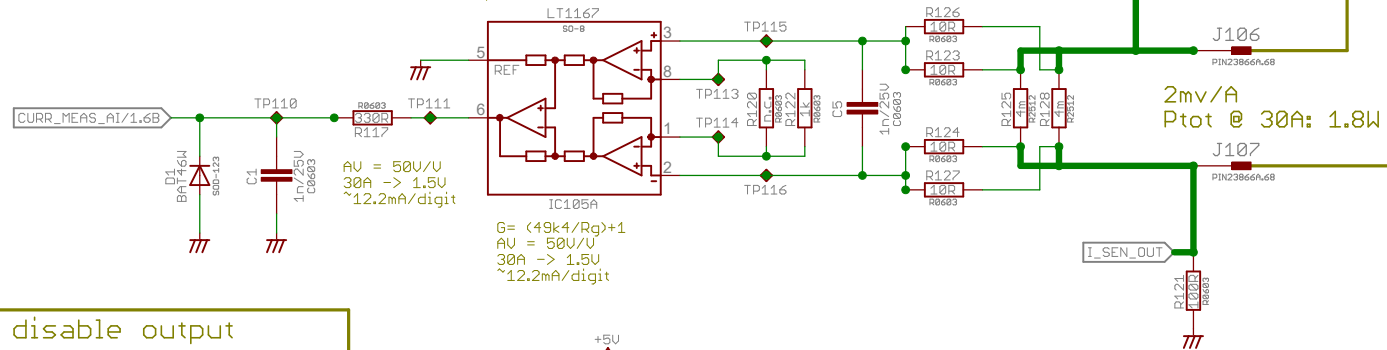 LT1167
SO-8
R126
10R
R0603
TP115
3
5
REF
R123
10R
R0603
J106
PIN23866A.68
8
TP113
R120
n.c.
R0603
R122
1k
R0603
C5
1n/25V
C0603
R125
4m
R2512
R128
4m
R2512
2mv/A
Ptot @ 30A: 1.8W
CURR_MEAS_AI/1.6B
TP110
R0603
330R
R117
TP111
6
TP114
1
R124
10R
R0603
J107
PIN23866A.68
2
TP116
R127
10R
R0603
D1
BAT46W
SOD-123
C1
1n/25V
C0603
AV = 50V/V
30A -> 1.5V
~12.2mA/digit
IC105A
G= (49k4/Rg)+1
AV = 50V/V
30A -> 1.5V
~12.2mA/digit
I_SEN_OUT
R121
100R
R0603
disable output
+5V